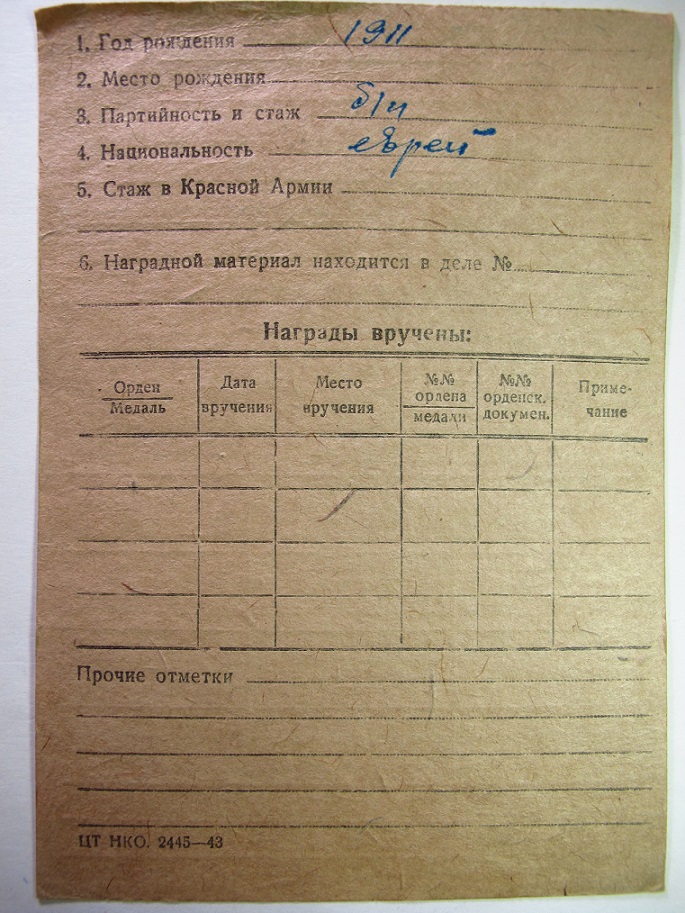 1. Год рождения 1911
2. Место рождения
3. Партийность и стаж б/п
4. Национальность еврей
5. Стаж в Красной Армии
6. Наградной материал находится в деле №
Награды вручены:
Орден Медаль
Дата вручения
Место вручения
№№ ордена медали
№№ орденск. докумен.
Приме-чание
Прочие отметки
ЦТ НКО. 2445—43